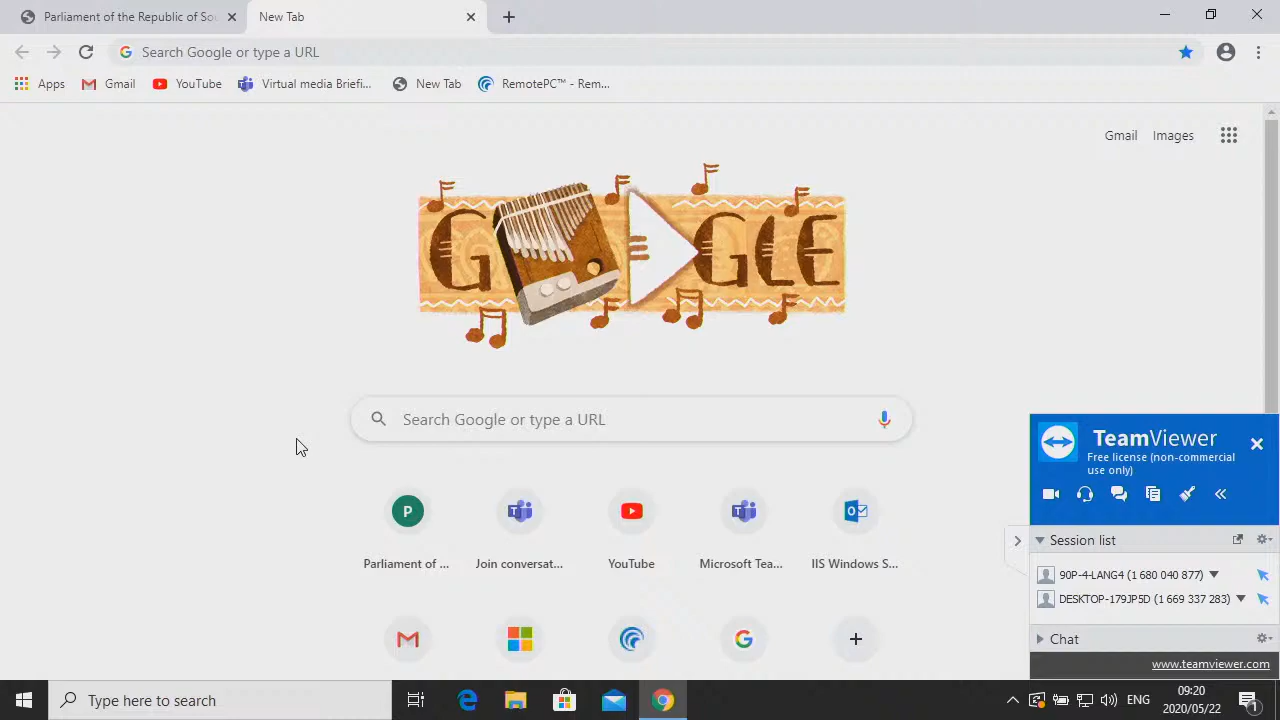 Parliament of the Republic of Sou
New Tab
Search Google or type a URL
Apps
Gmail
YouTube
Virtual media Briefi...
New Tab
RemotePC™ - Rem...
Gmail
Images
G GLE
Search Google or type a URL
TeamViewer
Free license (non-commercial
use only)
P
Parliament of ...
Join conversat...
YouTube
Microsoft Tea...
IIS Windows S...
Session list
90P-4-LANG4 (1 680 040 877)
DESKTOP-179JP5D (1 669 337 283)
Chat
www.teamviewer.com
Type here to search
ENG
09:20
2020/05/22
1